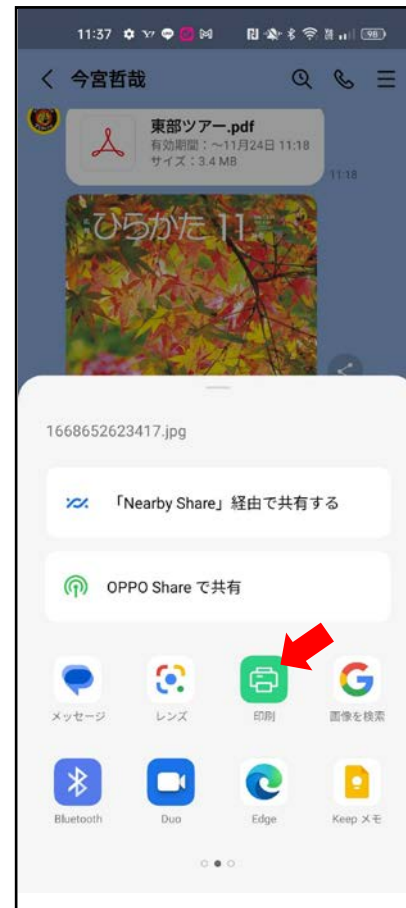 11:37
98
今宮哲哉
東部ツアー.pdf
有効期間：～11月24日 11:18
サイズ：3.4 MB
11:18
ひらかた 11
1668652623417.jpg
「Nearby Share」経由で共有する
OPPO Share で共有
メッセージ
レンズ
印刷
画像を検索
Bluetooth
Duo
Edge
Keep メモ